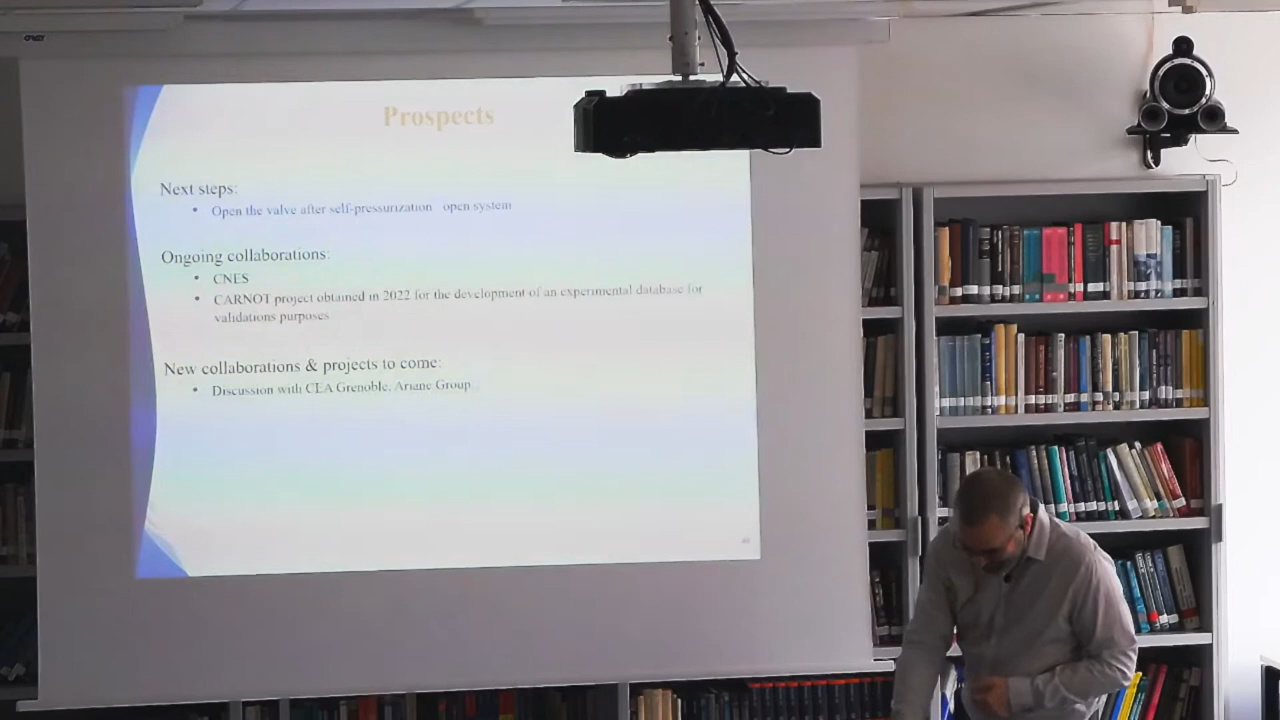 Prospects
Next steps:
• Open the valve after self-pressurization open system
Ongoing collaborations:
• CNES
• CARNOT project obtained in 2022 for the development of an experimental database for
validations purposes
New collaborations & projects to come:
• Discussion with CEA Grenoble, Ariane Group